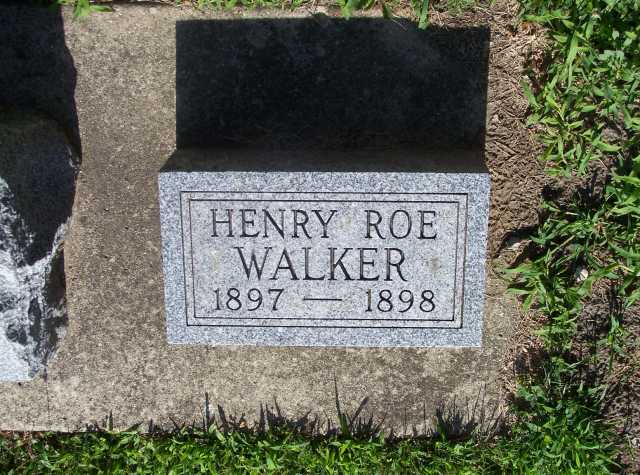 HENRY ROE
WALKER
1897 — 1898